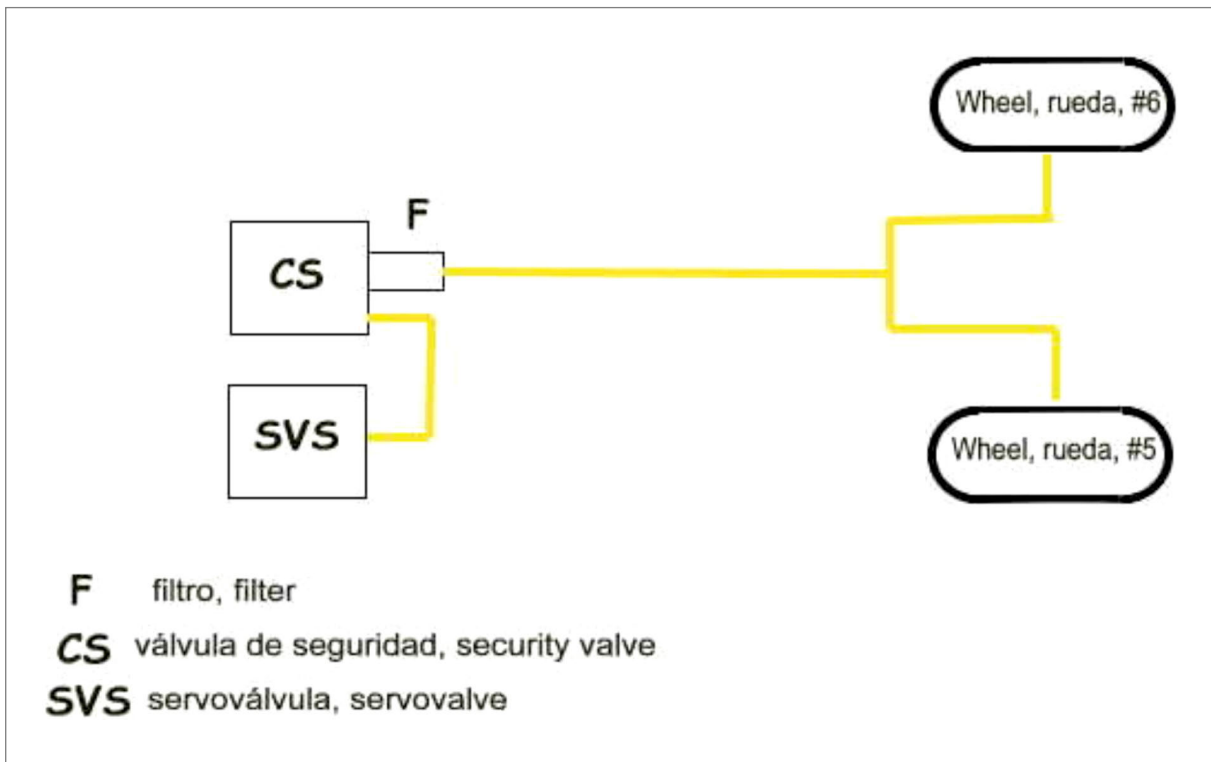 Wheel, rueda, #6
F
CS
SVS
Wheel, rueda, #5
F filtro, filter
CS válvula de seguridad, security valve
SVS servoválvula, servovalve